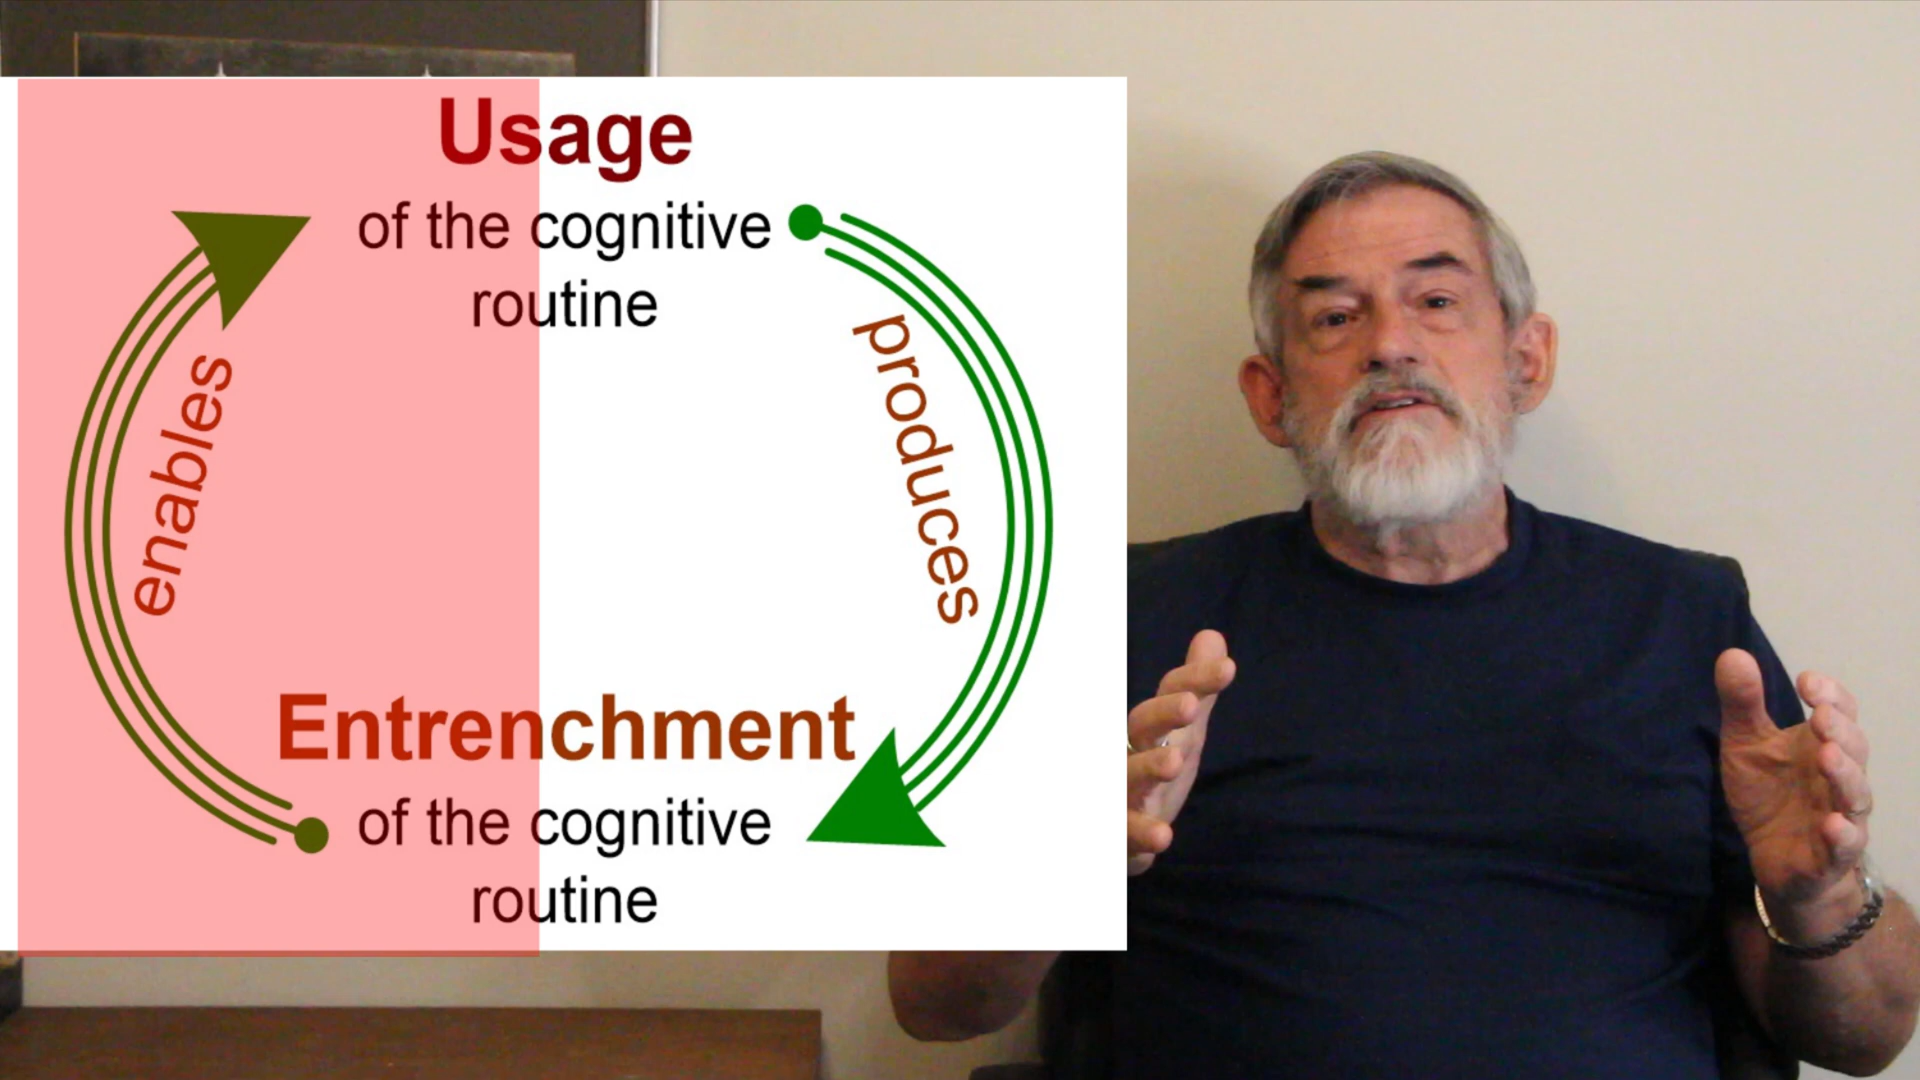 Usage
of the cognitive
routine
enables
produces
Entrenchment
of the cognitive
routine